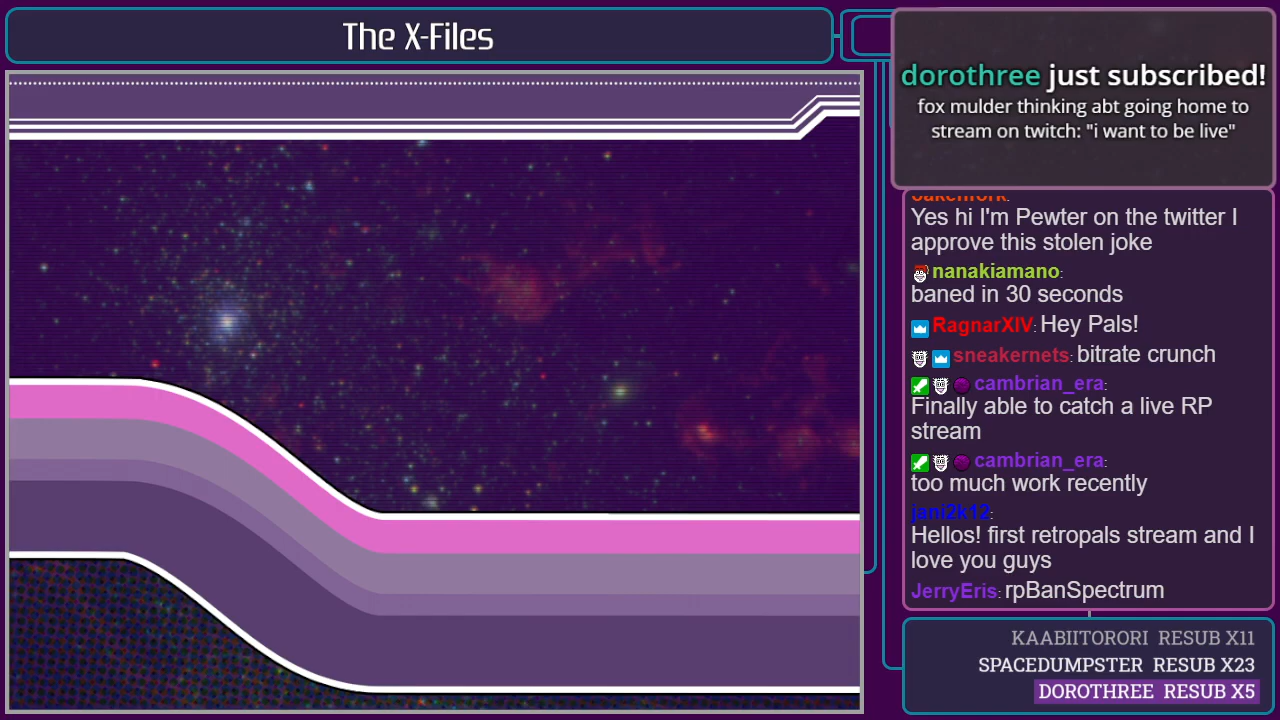 The X-Files
dorothree just subscribed!
fox mulder thinking abt going home to
stream on twitch: "i want to be live"
Yes hi I'm Pewter on the twitter I
approve this stolen joke
nanakiamano:
baned in 30 seconds
RagnarXIV: Hey Pals!
sneakernets: bitrate crunch
cambrian_era:
Finally able to catch a live RP
stream
cambrian_era:
too much work recently
jani2k12:
Hellos! first retropals stream and I
love you guys
JerryEris: rpBanSpectrum
KAABIITORORI RESUB X11
SPACEDUMPSTER RESUB X23
DOROTHREE RESUB X5